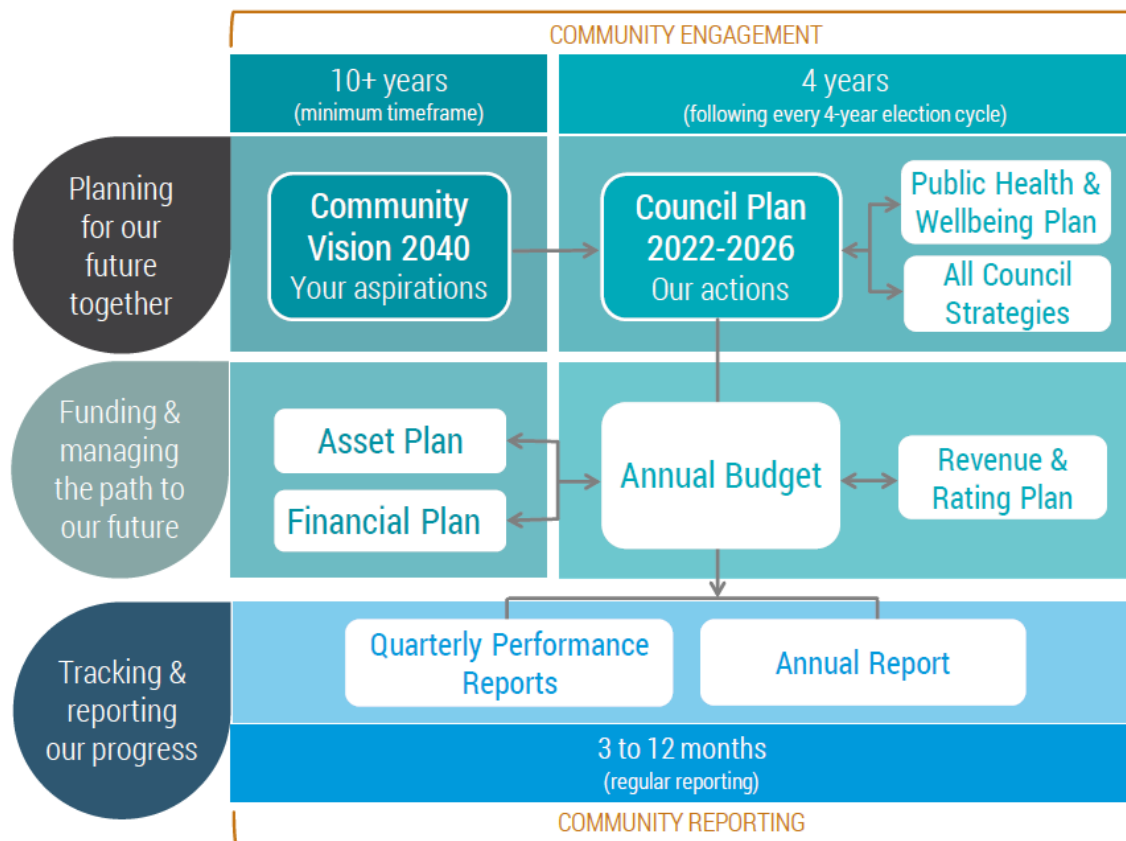 COMMUNITY ENGAGEMENT
10+ years
(minimum timeframe)
4 years
(following every 4-year election cycle)
Planning
for our
future
together
Community
Vision 2040
Your aspirations
Council Plan
2022-2026
Our actions
Public Health &
Wellbeing Plan
All Council
Strategies
Funding &
managing
the path to
our future
Asset Plan
Financial Plan
Annual Budget
Revenue &
Rating Plan
Tracking &
reporting
our progress
Quarterly Performance
Reports
Annual Report
3 to 12 months
(regular reporting)
COMMUNITY REPORTING